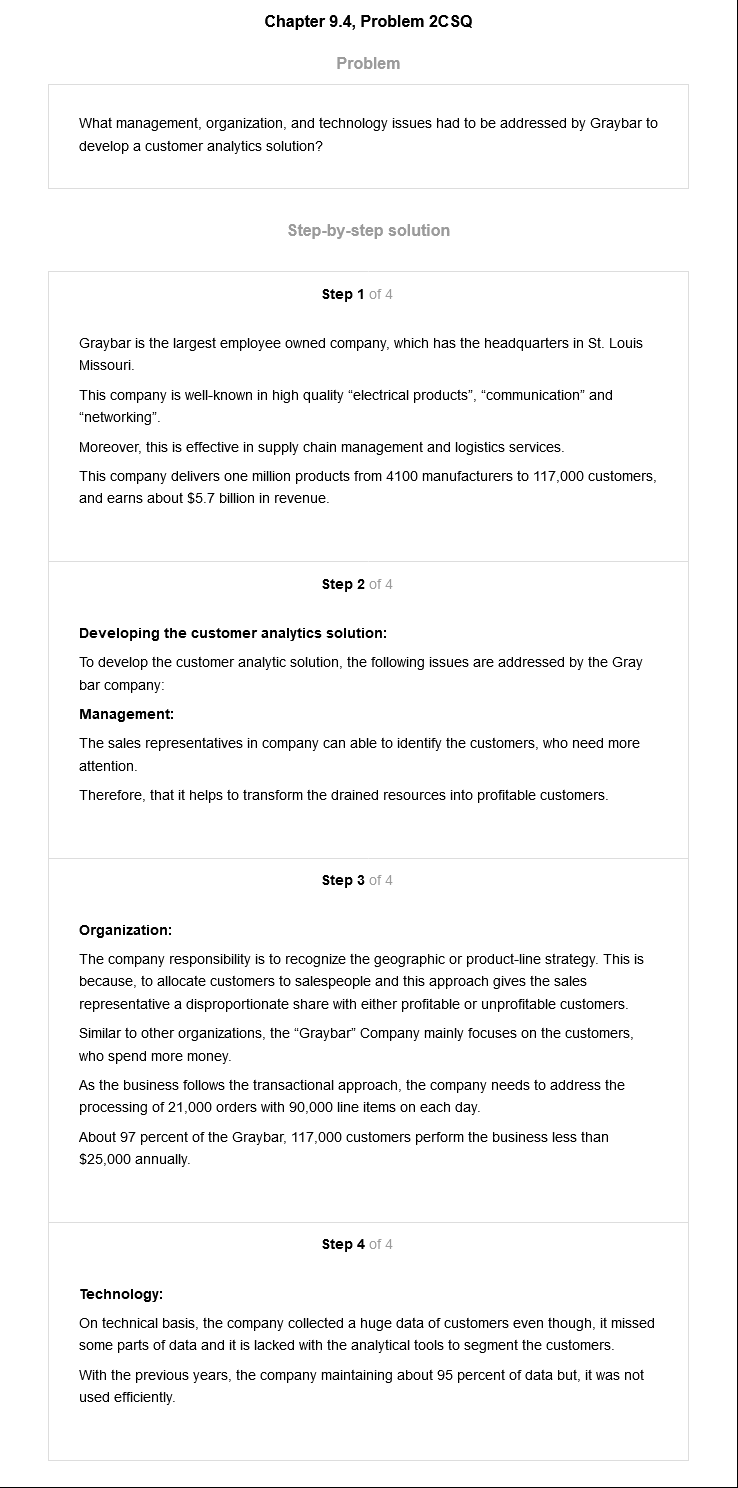 Chapter 9.4, Problem 2CSQ
Problem
What management, organization, and technology issues had to be addressed by Graybar to
develop a customer analytics solution?
Step-by-step solution
Step 1 of 4
Graybar is the largest employee owned company, which has the headquarters in St. Louis
Missouri.
This company is well-known in high quality “electrical products”, “communication” and
“networking”.
Moreover, this is effective in supply chain management and logistics services.
This company delivers one million products from 4100 manufacturers to 117,000 customers,
and earns about $5.7 billion in revenue.
Step 2 of 4
Developing the customer analytics solution:
To develop the customer analytic solution, the following issues are addressed by the Gray
bar company:
Management:
The sales representatives in company can able to identify the customers, who need more
attention.
Therefore, that it helps to transform the drained resources into profitable customers.
Step 3 of 4
Organization:
The company responsibility is to recognize the geographic or product-line strategy. This is
because, to allocate customers to salespeople and this approach gives the sales
representative a disproportionate share with either profitable or unprofitable customers.
Similar to other organizations, the “Graybar” Company mainly focuses on the customers,
who spend more money.
As the business follows the transactional approach, the company needs to address the
processing of 21,000 orders with 90,000 line items on each day.
About 97 percent of the Graybar, 117,000 customers perform the business less than
$25,000 annually.
Step 4 of 4
Technology:
On technical basis, the company collected a huge data of customers even though, it missed
some parts of data and it is lacked with the analytical tools to segment the customers.
With the previous years, the company maintaining about 95 percent of data but, it was not
used efficiently.